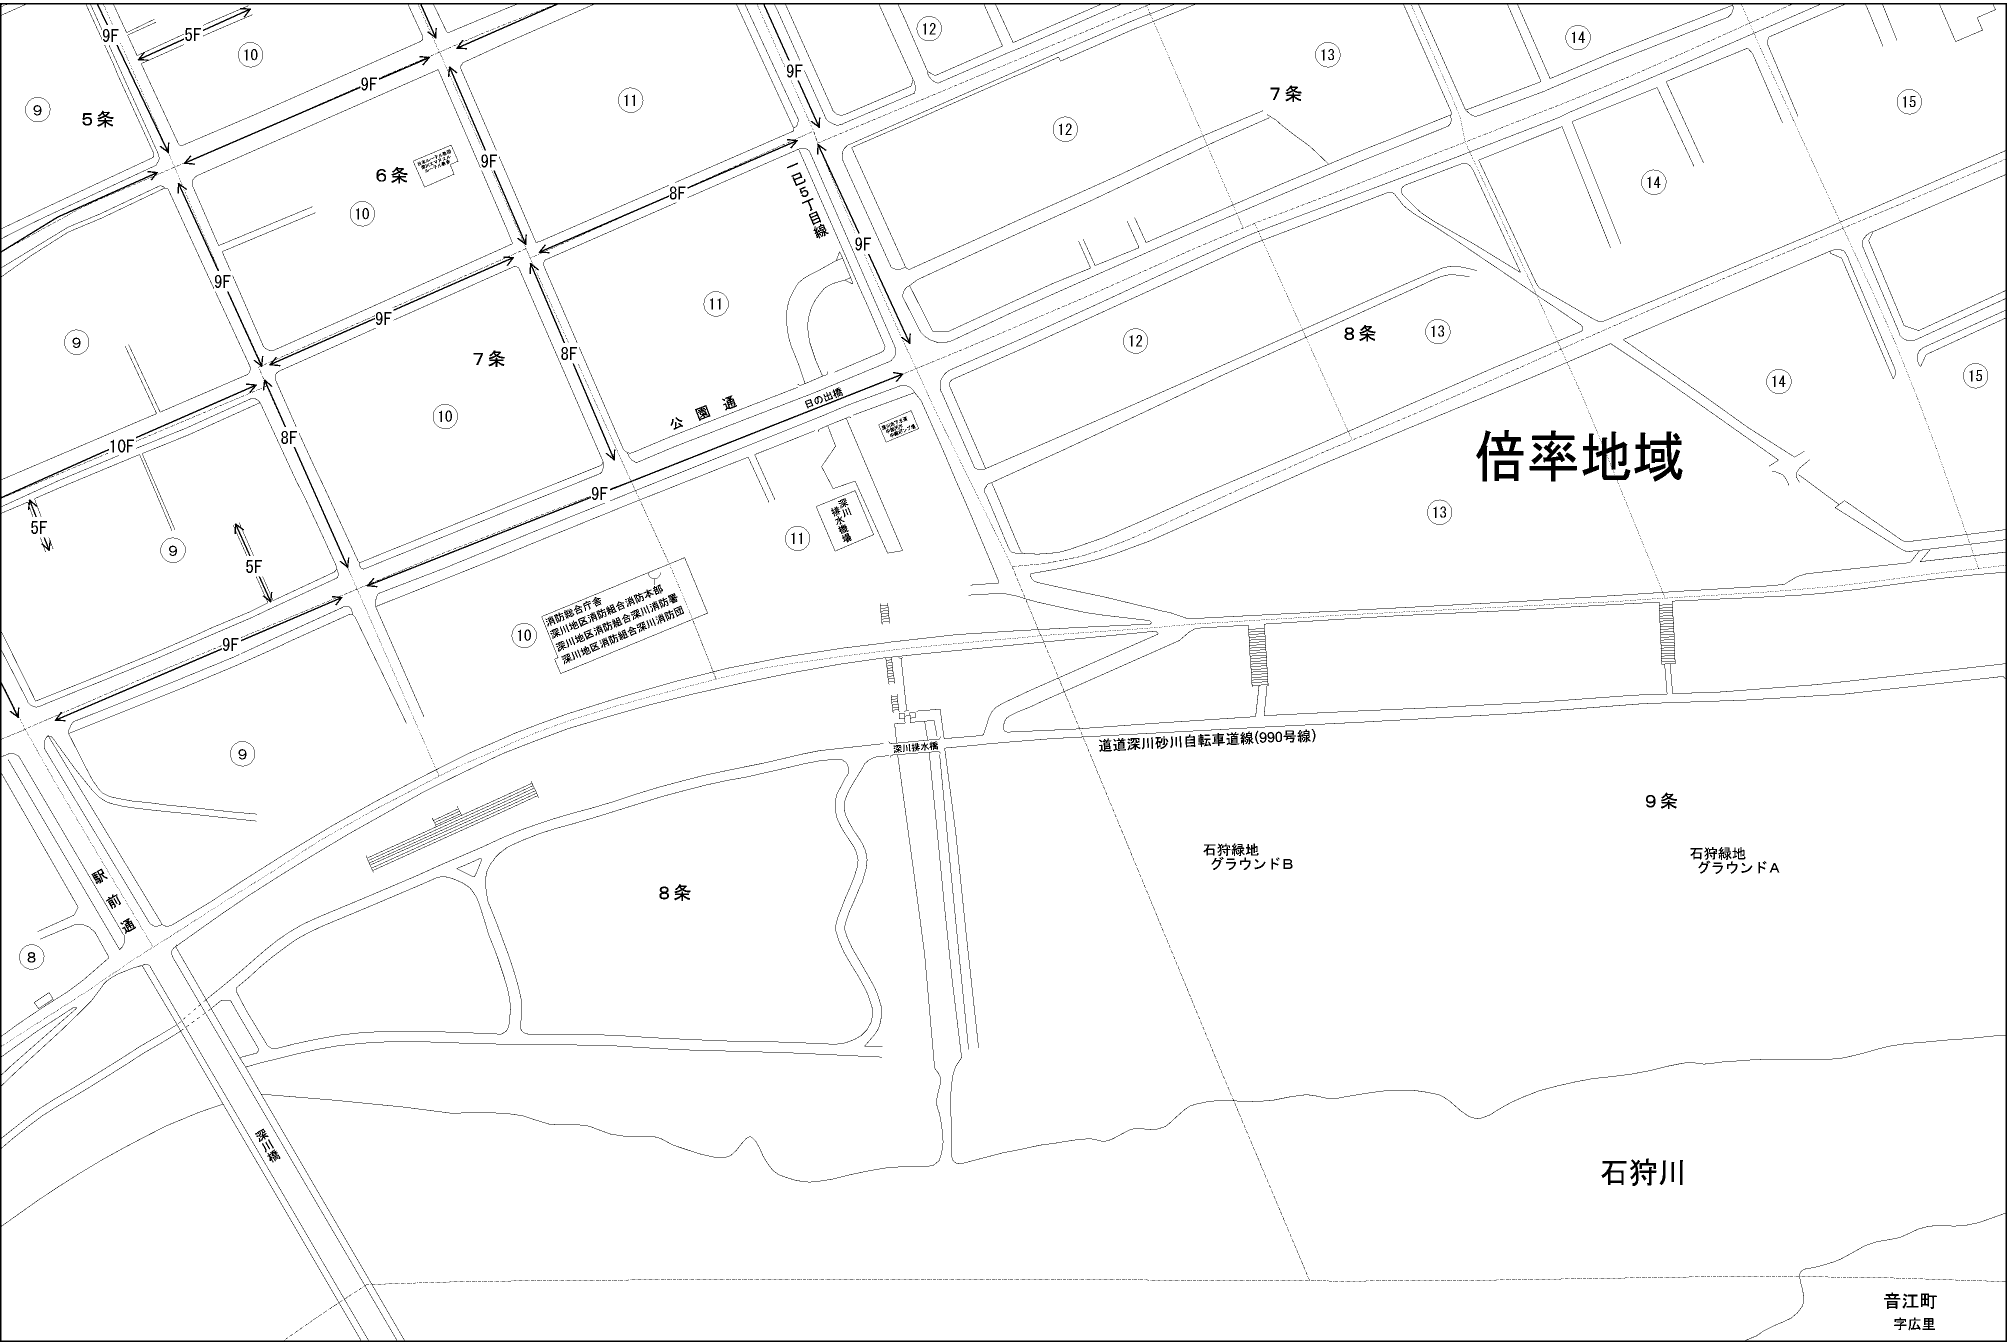 9F
5F
⑩
9F
⑨
5条
⑪
9F
⑫
⑬
⑭
7条
⑮
⑫
6条
9F
⑩
8F
一已5丁目線
⑭
9F
9F
⑪
9F
⑨
7条
8F
⑫
8条
⑬
⑭
⑮
公園通
日の出橋
⑩
10F
8F
倍率地域
5F
⑨
5F
9F
⑪
深川
排水機場
⑬
消防総合庁舎
深川地区消防組合消防本部
深川地区消防組合深川消防署
深川地区消防組合深川消防団
⑩
9F
⑨
深川排水橋
道道深川砂川自転車道線(990号線)
9条
石狩緑地
グラウンドB
石狩緑地
グラウンドA
8条
駅前通
⑧
深川橋
石狩川
音江町
字広里